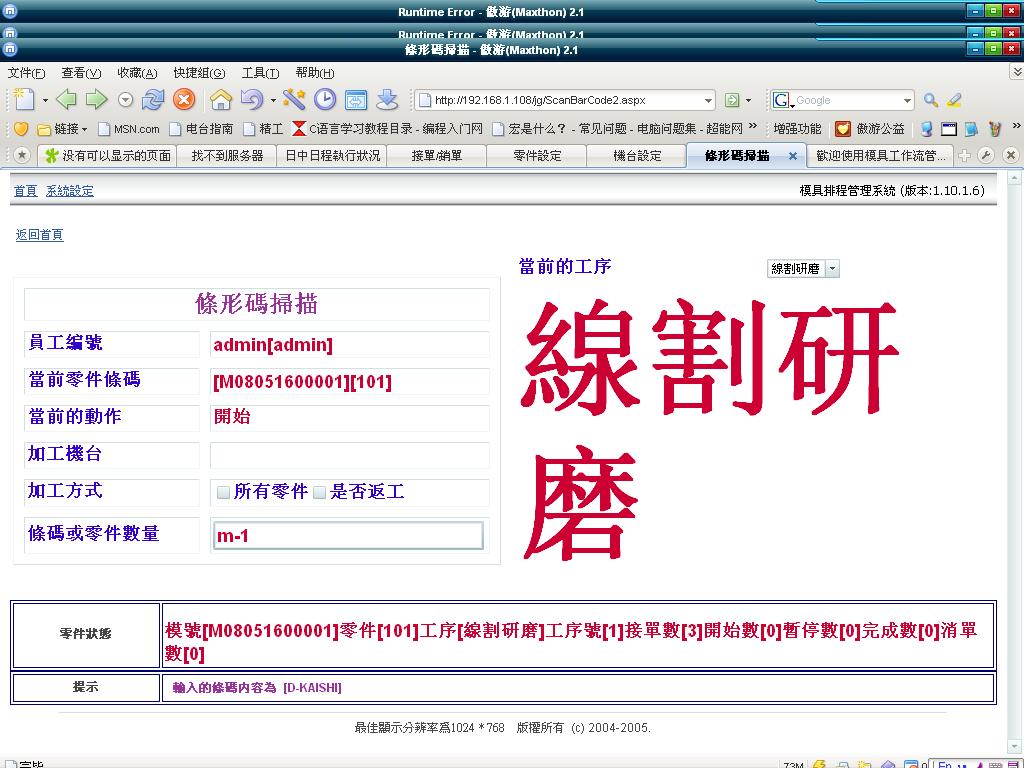 Runtime Error - 傲游(Maxthon) 2.1
Runtime Error - 傲游(Maxthon) 2.1
條形碼掃描 - 傲游(Maxthon) 2.1
文件(F) 查看(V) 收藏(A) 快捷组(G) 工具(T) 帮助(H)
http://192.168.1.108/jg/ScanBarCode2.aspx Google
链接 MSN.com 电台指南 精工 C语言学习教程目录 - 编程入门网 宏是什么？ - 常见问题 - 电脑问题集 - 超能网 » 增强功能 傲游公益 »
没有可以显示的页面 找不到服务器 日中日程執行狀況 接單/銷單 零件設定 機台設定 條形碼掃描 歡迎使用模具工作流管...
首頁 系統設定 模具排程管理系統 (版本:1.10.1.6)
返回首頁
當前的工序 線割研磨
條形碼掃描
員工编號 admin[admin]
當前零件條碼 [M08051600001][101]
當前的動作 開始
加工機台
加工方式 所有零件 是否返工
條碼或零件數量 m-1
線割研
磨
零件狀態 模號[M08051600001]零件[101]工序[線割研磨]工序號[1]接單數[3]開始數[0]暫停數[0]完成數[0]消單
數[0]
提示 輸入的條碼内容為 [D-KAISHI]
最佳顯示分辨率爲1024 * 768 版權所有 (c) 2004-2005.
完毕 73M 0 En